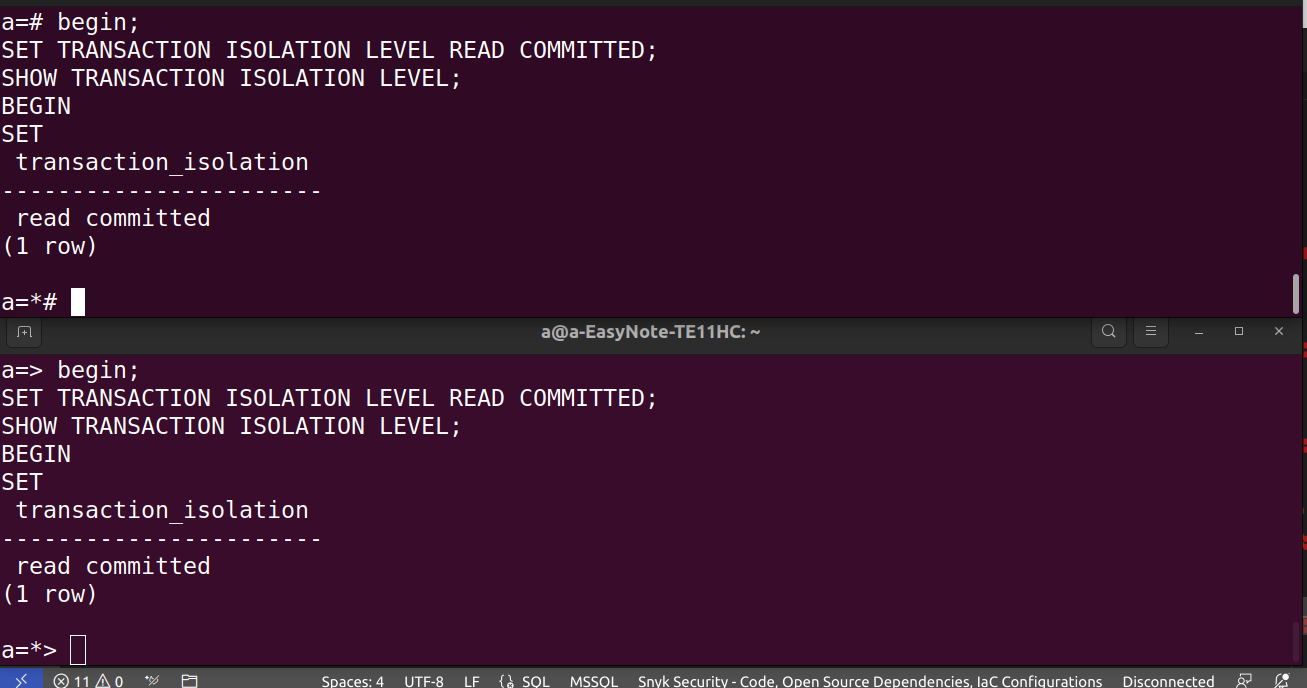 a=# begin;
SET TRANSACTION ISOLATION LEVEL READ COMMITTED;
SHOW TRANSACTION ISOLATION LEVEL;
BEGIN
SET
 transaction_isolation
-----------------------
 read committed
(1 row)
a=*#
a@a-EasyNote-TE11HC: ~
a=> begin;
SET TRANSACTION ISOLATION LEVEL READ COMMITTED;
SHOW TRANSACTION ISOLATION LEVEL;
BEGIN
SET
 transaction_isolation
-----------------------
 read committed
(1 row)
a=*>
11 0 Spaces: 4 UTF-8 LF {} SQL MSSQL Snyk Security - Code, Open Source Dependencies, IaC Configurations Disconnected